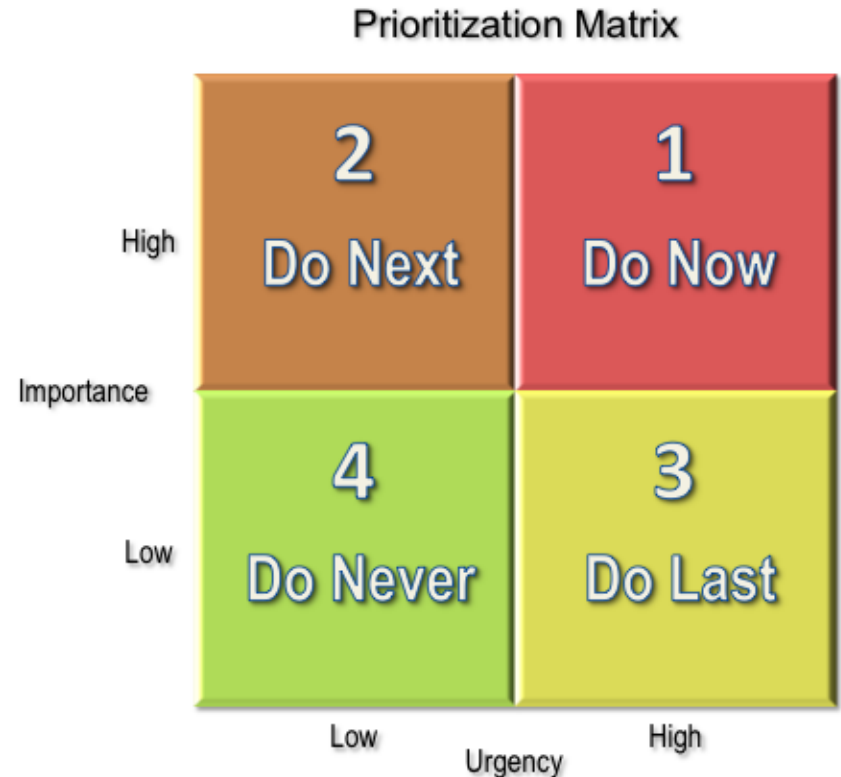 Prioritization Matrix
2
1
High
Do Next
Do Now
Importance
4
3
Low
Do Never
Do Last
Low
High
Urgency